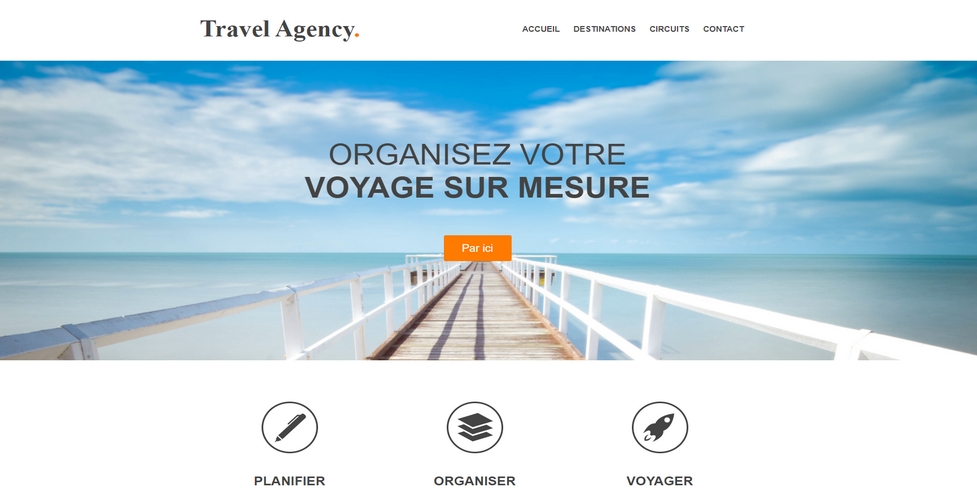 Travel Agency.
ACCUEIL DESTINATIONS CIRCUITS CONTACT
ORGANISEZ VOTRE
VOYAGE SUR MESURE
Par ici
PLANIFIER ORGANISER VOYAGER